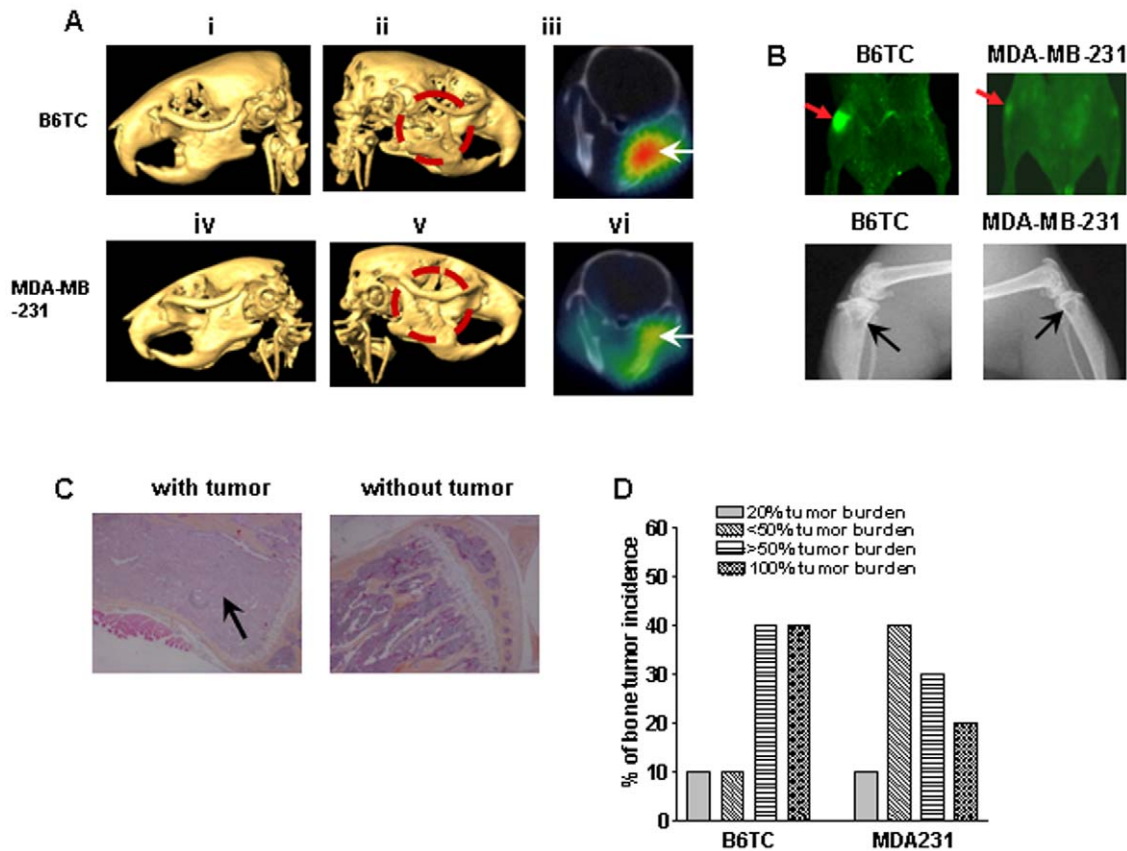 A
i
ii
iii
B6TC
iv
v
vi
MDA-MB
-231
B
B6TC
MDA-MB-231
B6TC
MDA-MB-231
C
with tumor
without tumor
D
20% tumor burden
<50% tumor burden
>50% tumor burden
100% tumor burden
% of bone tumor incidence
60
50
40
30
20
10
0
B6TC
MDA231